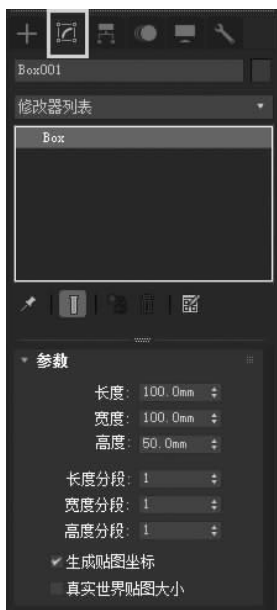 Box001
修改器列表
Box
参数
长度: 100.0mm
宽度: 100.0mm
高度: 50.0mm
长度分段: 1
宽度分段: 1
高度分段: 1
生成贴图坐标
真实世界贴图大小